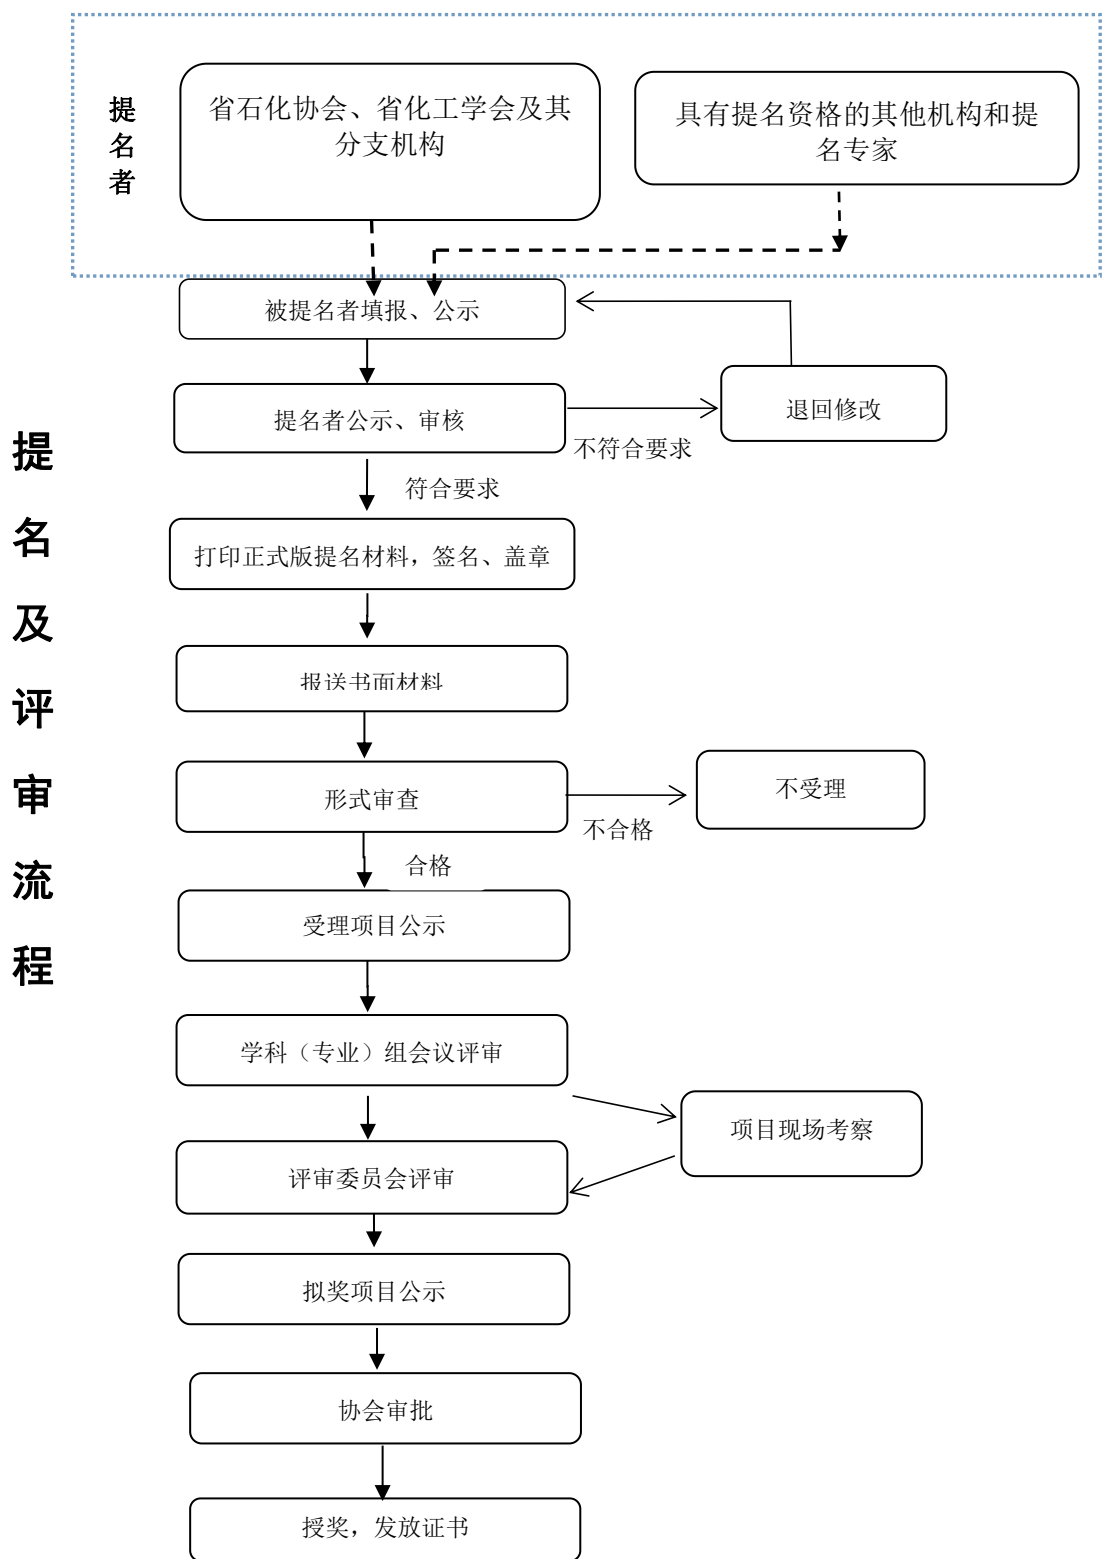 提名者
省石化协会、省化工学会及其
分支机构
具有提名资格的其他机构和提
名专家
被提名者填报、公示
提名者公示、审核
不符合要求
退回修改
符合要求
打印正式版提名材料，签名、盖章
报送书面材料
形式审查
不合格
不受理
合格
受理项目公示
学科（专业）组会议评审
项目现场考察
评审委员会评审
拟奖项目公示
协会审批
授奖，发放证书
提名及评审流程